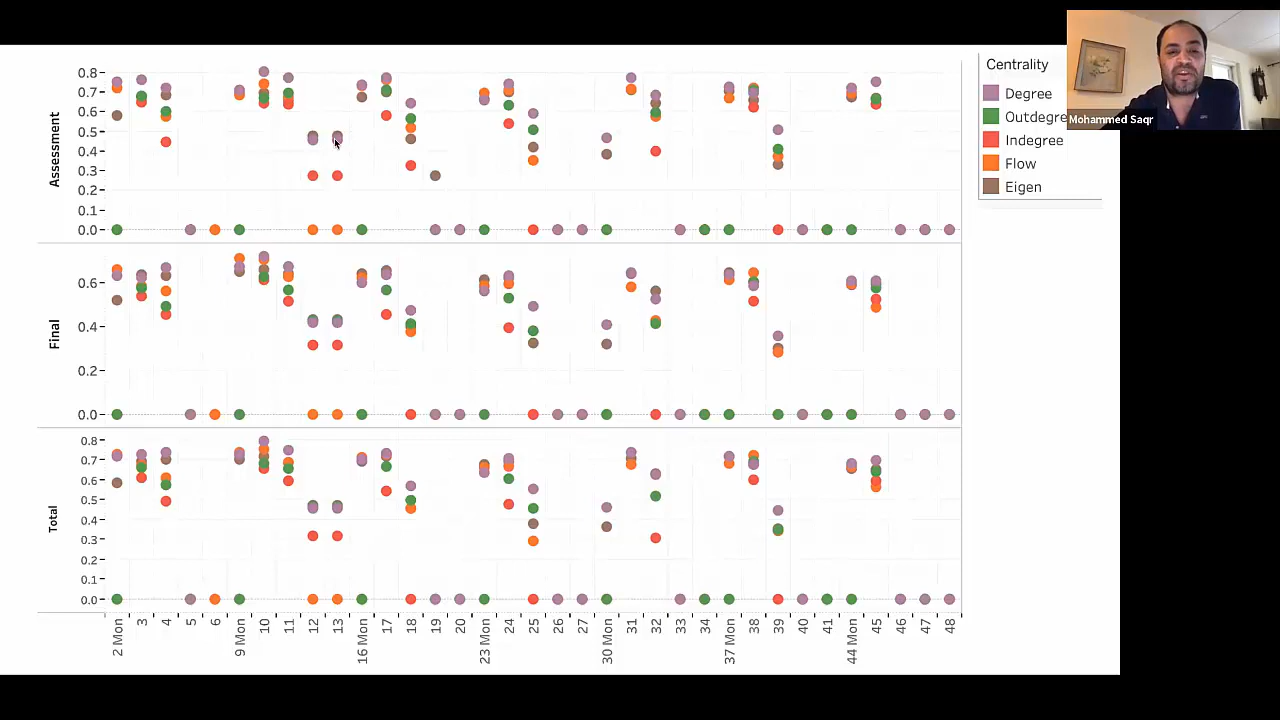 Centrality
Degree
Outdegre
Indegree
Flow
Eigen
Mohammed Saqr
Assessment
0.8
0.7
0.6
0.5
0.4
0.3
0.2
0.1
0.0
Final
0.6
0.4
0.2
0.0
Total
0.8
0.7
0.6
0.5
0.4
0.3
0.2
0.1
0.0
2 Mon
3
4
5
6
9 Mon
10
11
12
13
16 Mon
17
18
19
20
23 Mon
24
25
26
27
30 Mon
31
32
33
34
37 Mon
38
39
40
41
44 Mon
45
46
47
48